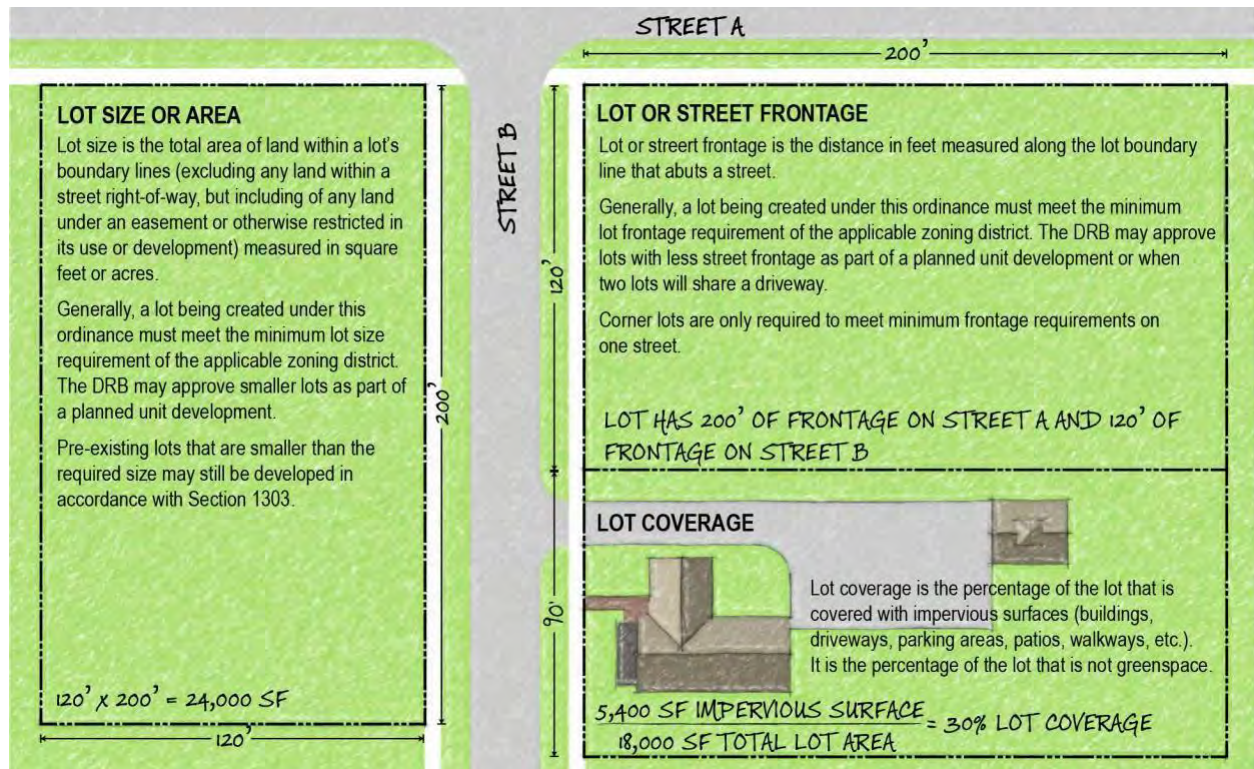 STREET A
200'
LOT SIZE OR AREA
Lot size is the total area of land within a lot's
boundary lines (excluding any land within a
street right-of-way, but including of any land
under an easement or otherwise restricted in
its use or development) measured in square
feet or acres.
Generally, a lot being created under this
ordinance must meet the minimum lot size
requirement of the applicable zoning district.
The DRB may approve smaller lots as part of
a planned unit development.
Pre-existing lots that are smaller than the
required size may still be developed in
accordance with Section 1303.
120' x 200' = 24,000 SF
120'
200'
STREET B
120'
90'
LOT OR STREET FRONTAGE
Lot or streert frontage is the distance in feet measured along the lot boundary
line that abuts a street.
Generally, a lot being created under this ordinance must meet the minimum
lot frontage requirement of the applicable zoning district. The DRB may approve
lots with less street frontage as part of a planned unit development or when
two lots will share a driveway.
Corner lots are only required to meet minimum frontage requirements on
one street.
LOT HAS 200' OF FRONTAGE ON STREET A AND 120' OF
FRONTAGE ON STREET B
LOT COVERAGE
Lot coverage is the percentage of the lot that is
covered with impervious surfaces (buildings,
driveways, parking areas, patios, walkways, etc.).
It is the percentage of the lot that is not greenspace.
5,400 SF IMPERVIOUS SURFACE
18,000 SF TOTAL LOT AREA
= 30% LOT COVERAGE